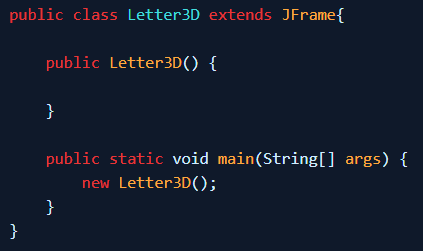 public class Letter3D extends JFrame{
public Letter3D() {
}
public static void main(String[] args) {
new Letter3D();
}
}